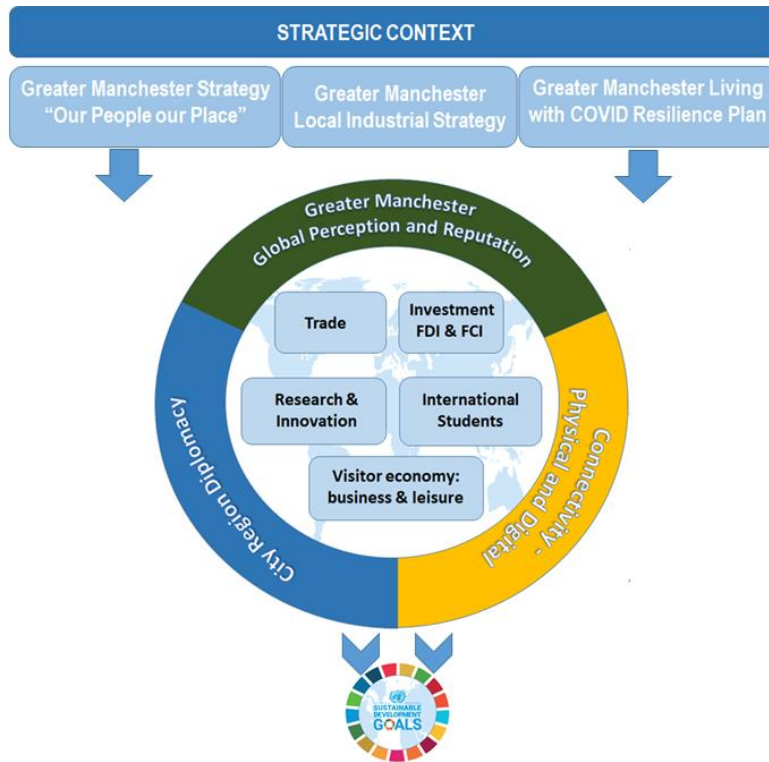 STRATEGIC CONTEXT
Greater Manchester Strategy
“Our People our Place”
Greater Manchester
Local Industrial Strategy
Greater Manchester Living
with COVID Resilience Plan
Greater Manchester
Global Perception and Reputation
Trade
Investment
FDI & FCI
Research &
Innovation
International
Students
Visitor economy:
business & leisure
City Region Diplomacy
Connectivity -
Physical and Digital
SUSTAINABLE
DEVELOPMENT
GOALS